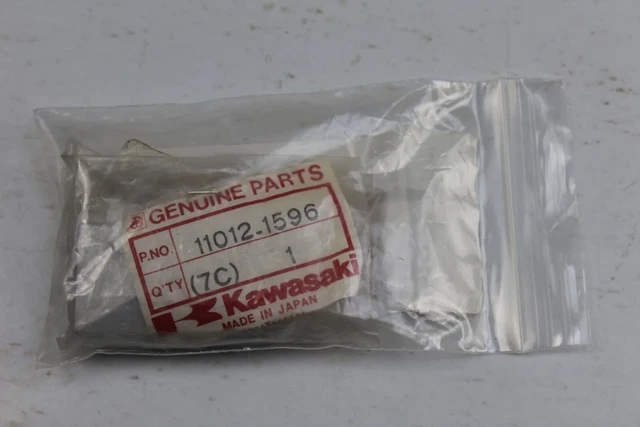 GENUINE PARTS
P.NO. 11012-1596
Q'TY (7C) 1
Kawasaki
MADE IN JAPAN